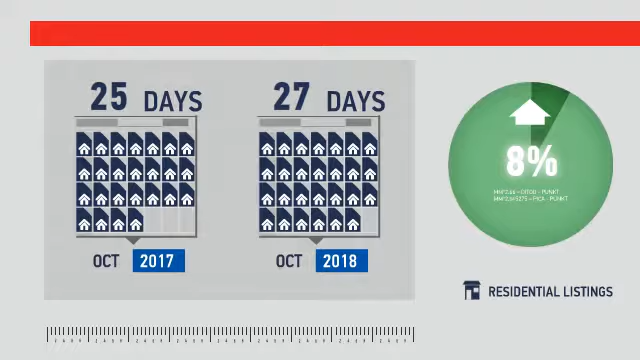 25 DAYS
27 DAYS
OCT 2017
OCT 2018
8%
RESIDENTIAL LISTINGS